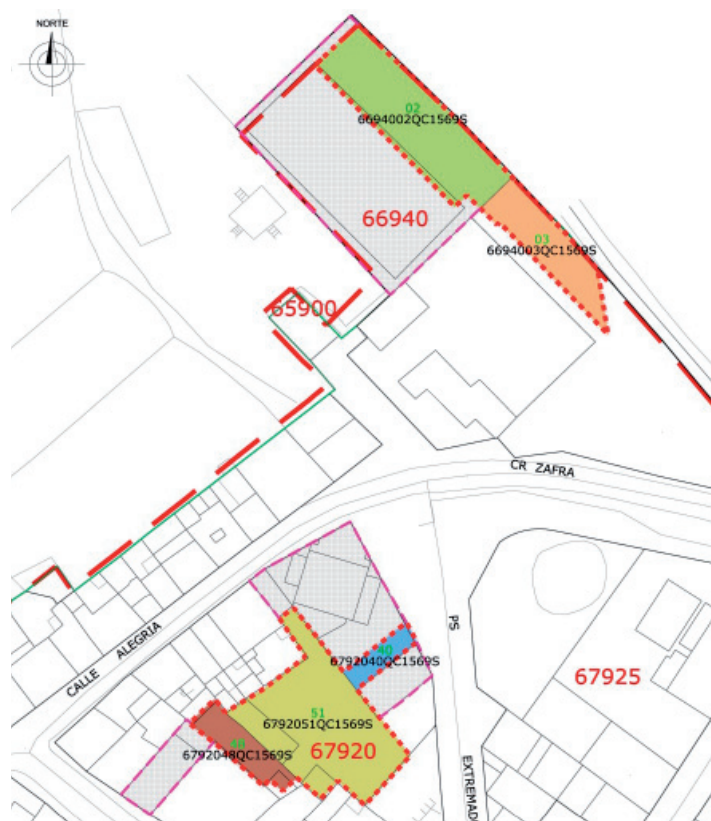 NORTE
02
6694002QC1569S
66940
03
6694003QC1569S
65900
CR ZAFRA
CALLE ALEGRIA
PS
40
6792040QC1569S
67925
51
6792051QC1569S
48
6792048QC1569S
67920
EXTREMAD